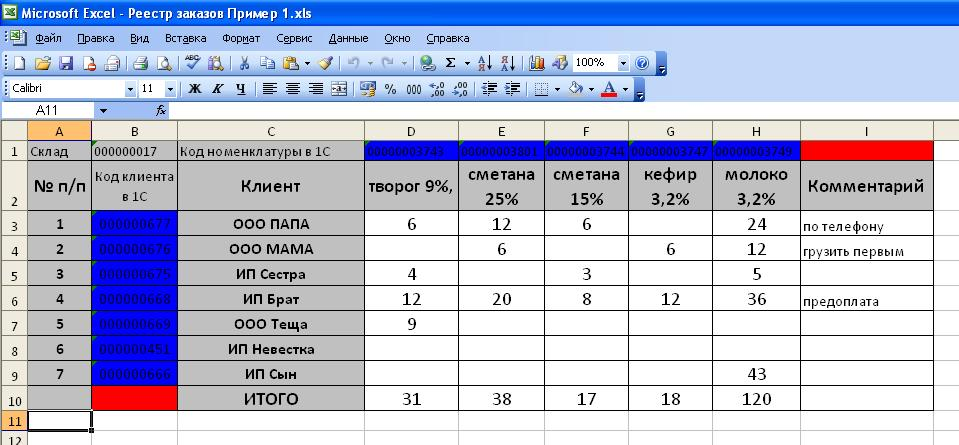 Microsoft Excel - Реестр заказов Пример 1.xls
Файл Правка Вид Вставка Формат Сервис Данные Окно Справка
100%
Calibri 11 Ж К Ч % 000
A11 fx
A B C D E F G H I
1 Склад 000000017 Код номенклатуры в 1С 00000003743 00000003801 00000003744 00000003747 00000003749
2 № п/п Код клиента в 1С Клиент творог 9%, сметана 25% сметана 15% кефир 3,2% молоко 3,2% Комментарий
3 1 000000677 ООО ПАПА 6 12 6 24 по телефону
4 2 000000676 ООО МАМА 6 6 12 грузить первым
5 3 000000675 ИП Сестра 4 3 5
6 4 000000668 ИП Брат 12 20 8 12 36 предоплата
7 5 000000669 ООО Теща 9
8 6 000000451 ИП Невестка
9 7 000000666 ИП Сын 43
10 ИТОГО 31 38 17 18 120
11
12